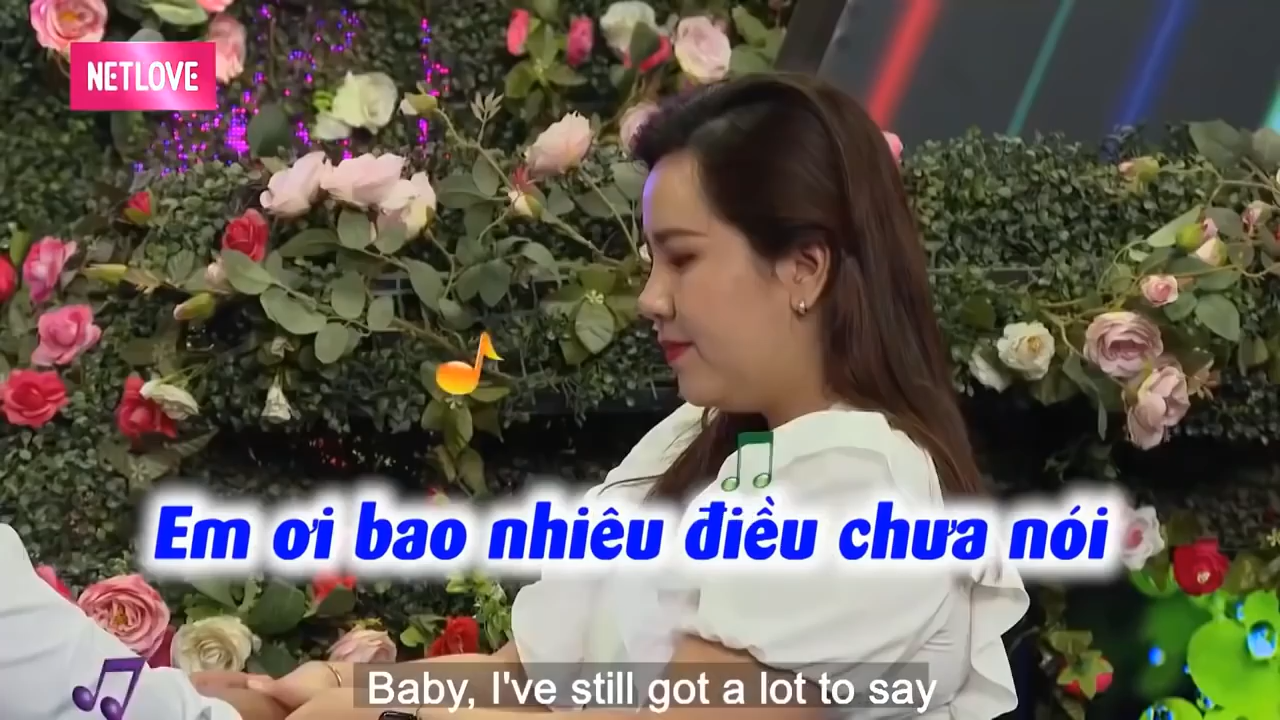 NETLOVE
Em ơi bao nhiêu điều chưa nói
Baby, I've still got a lot to say